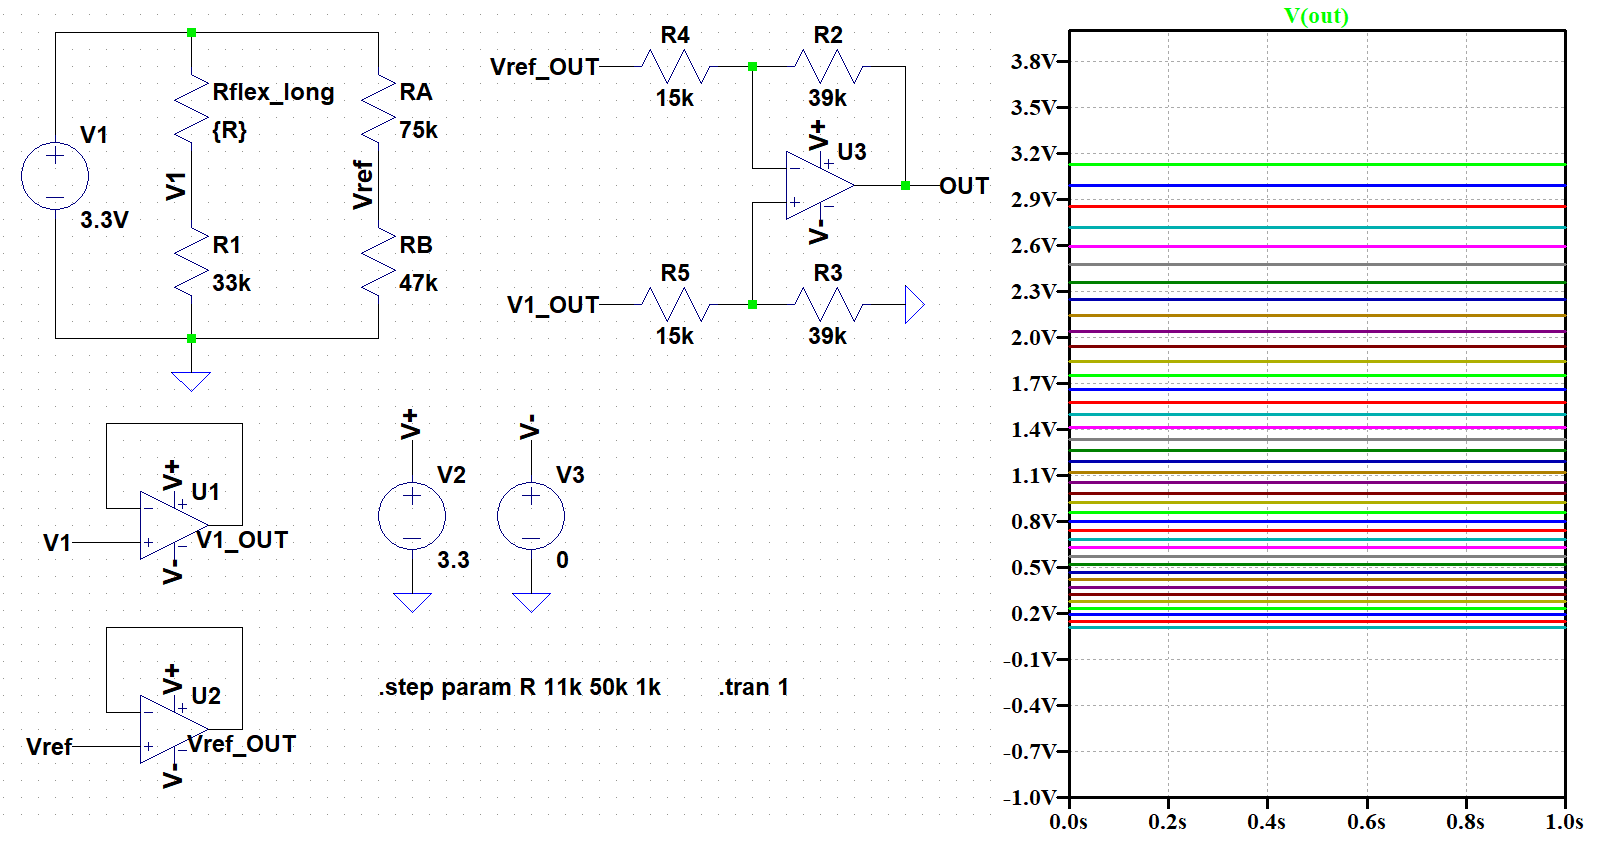 V1
3.3V
Rflex_long
{R}
V1
R1
33k
RA
75k
Vref
RB
47k
Vref_OUT
R4
15k
R2
39k
V+
U3
V-
OUT
V1_OUT
R5
15k
R3
39k
V+
U1
V1
V1_OUT
V-
V+
V2
3.3
V-
V3
0
V+
U2
Vref
Vref_OUT
V-
.step param R 11k 50k 1k
.tran 1
V(out)
3.8V
3.5V
3.2V
2.9V
2.6V
2.3V
2.0V
1.7V
1.4V
1.1V
0.8V
0.5V
0.2V
-0.1V
-0.4V
-0.7V
-1.0V
0.0s 0.2s 0.4s 0.6s 0.8s 1.0s